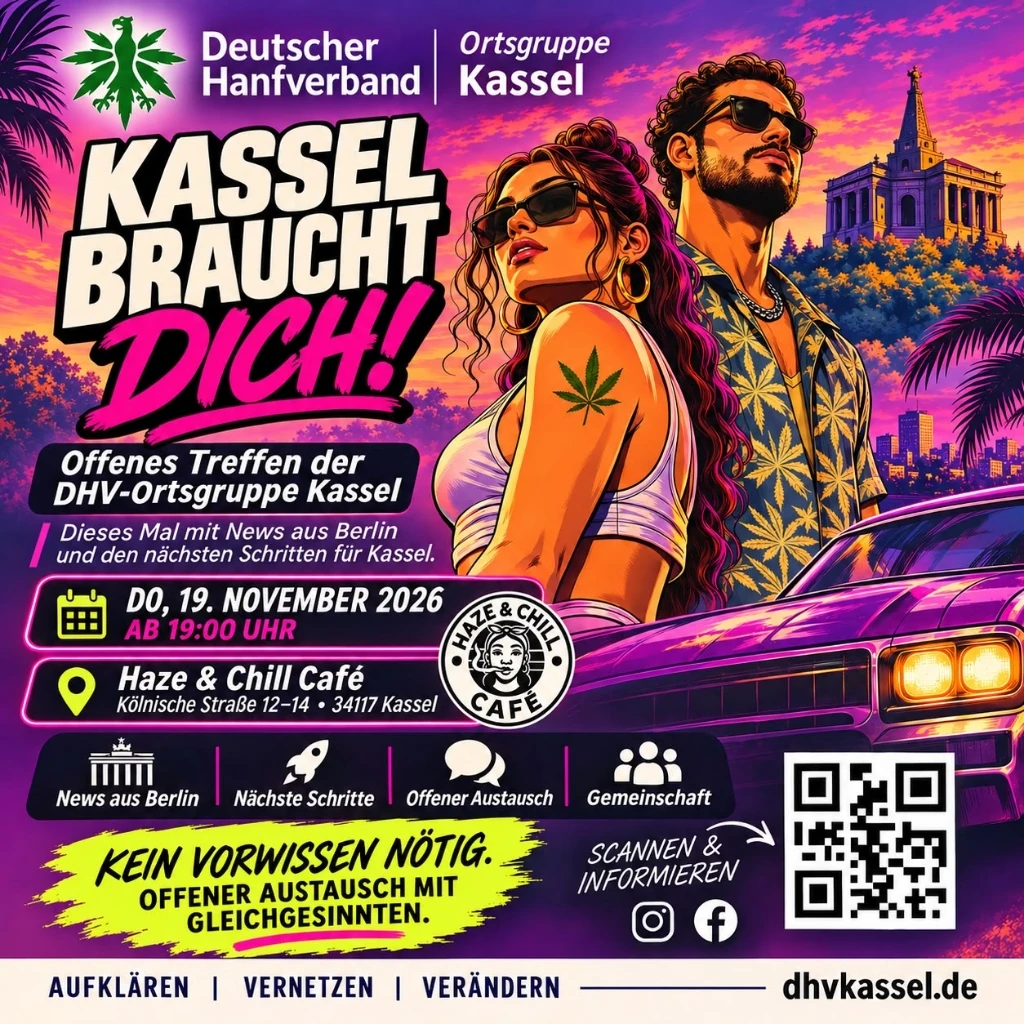 Deutscher
Hanfverband
Ortsgruppe
Kassel
KASSEL
BRAUCHT
DICH!
Offenes Treffen der
DHV-Ortsgruppe Kassel
Dieses Mal mit News aus Berlin
und den nächsten Schritten für Kassel.
DO, 19. NOVEMBER 2026
AB 19:00 UHR
Haze & Chill Café
Kölnische Straße 12–14 • 34117 Kassel
HAZE & CHILL
CAFÉ
News aus Berlin
Nächste Schritte
Offener Austausch
Gemeinschaft
KEIN VORWISSEN NÖTIG.
OFFENER AUSTAUSCH MIT
GLEICHGESINNTEN.
SCANNEN &
INFORMIEREN
AUFKLÄREN | VERNETZEN | VERÄNDERN
dhvkassel.de